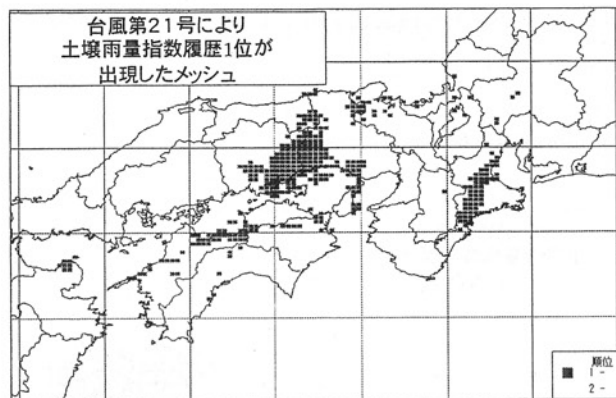 台風第２１号により
土壌雨量指数履歴1位が
出現したメッシュ
順位
1 -
2 -